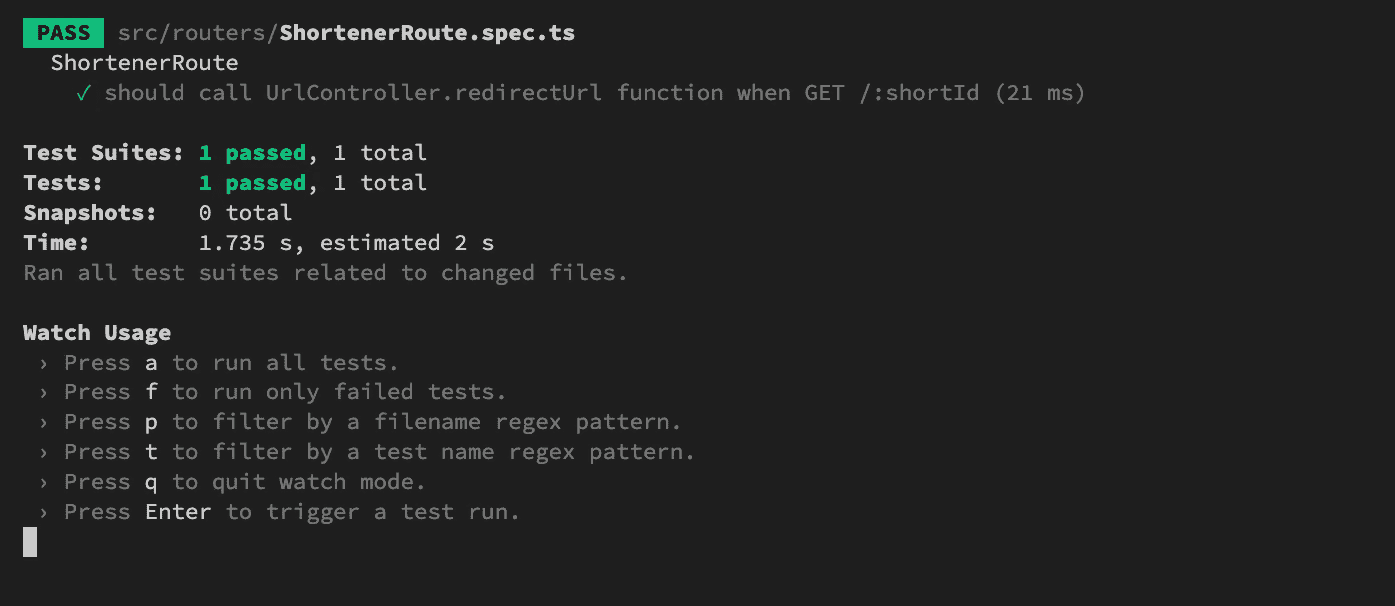 PASS src/routers/ShortenerRoute.spec.ts
ShortenerRoute
✓ should call UrlController.redirectUrl function when GET /:shortId (21 ms)
Test Suites: 1 passed, 1 total
Tests: 1 passed, 1 total
Snapshots: 0 total
Time: 1.735 s, estimated 2 s
Ran all test suites related to changed files.
Watch Usage
› Press a to run all tests.
› Press f to run only failed tests.
› Press p to filter by a filename regex pattern.
› Press t to filter by a test name regex pattern.
› Press q to quit watch mode.
› Press Enter to trigger a test run.